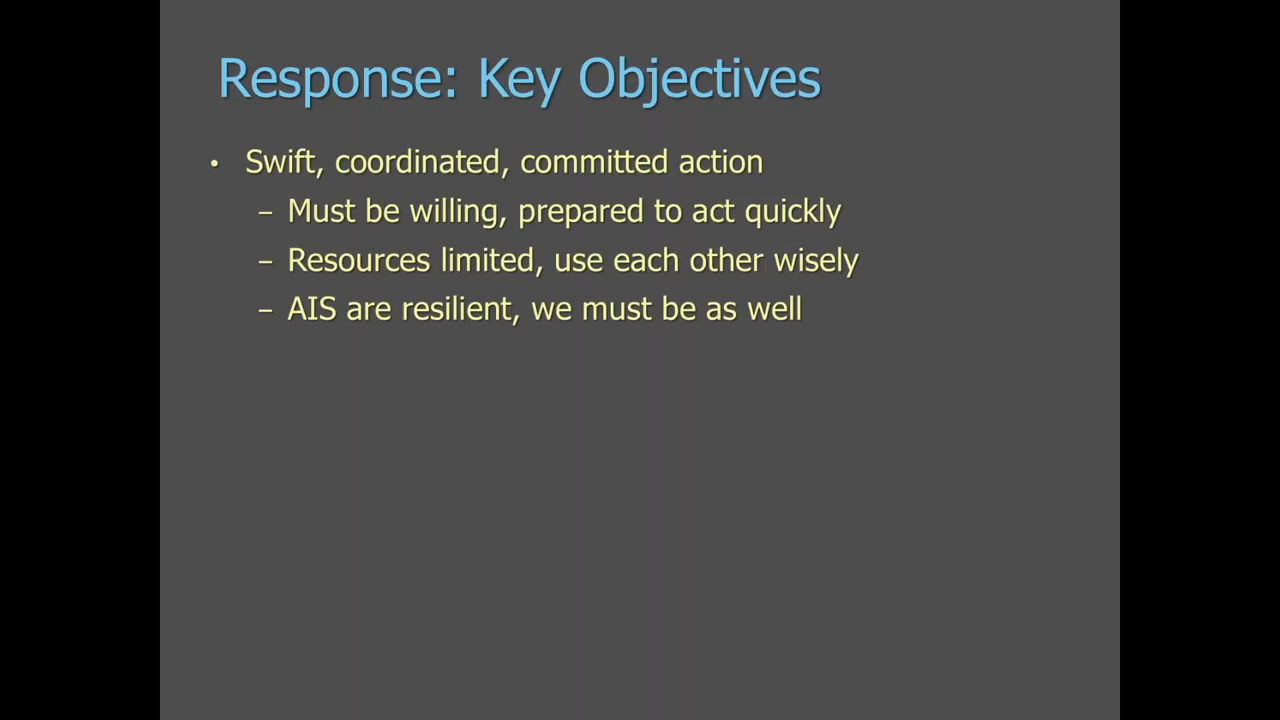 Response: Key Objectives
• Swift, coordinated, committed action
– Must be willing, prepared to act quickly
– Resources limited, use each other wisely
– AIS are resilient, we must be as well